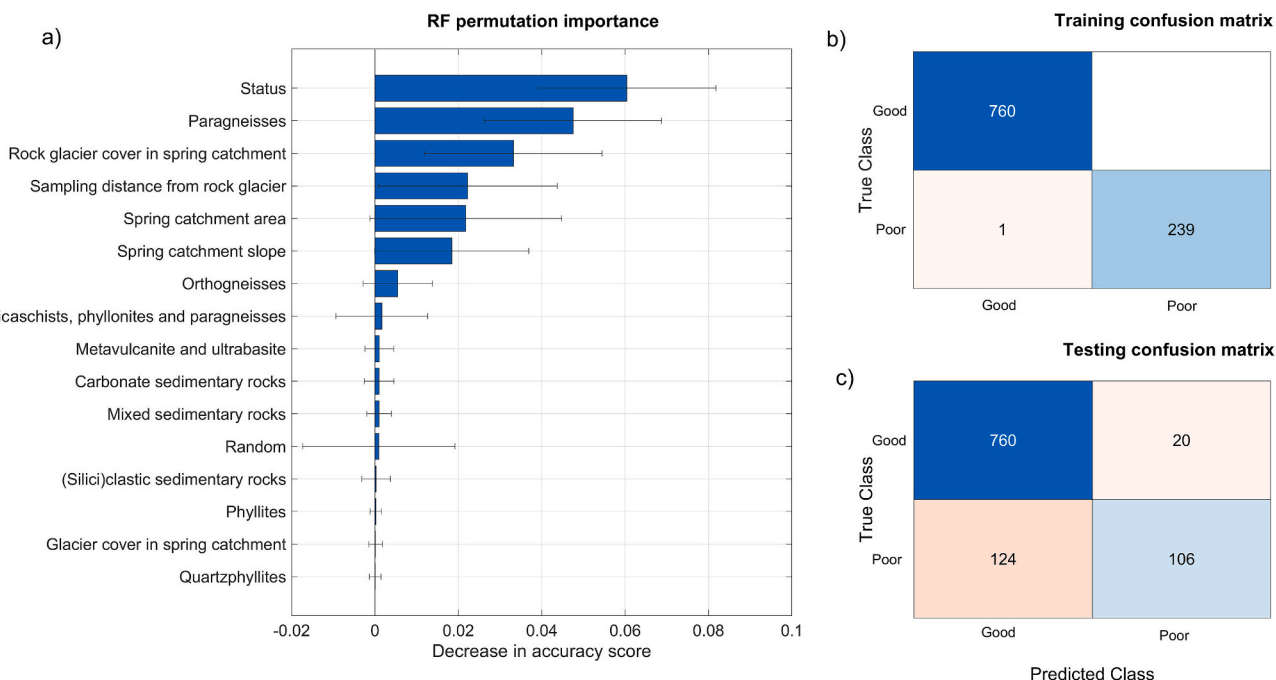 a)
RF permutation importance
Status
Paragneisses
Rock glacier cover in spring catchment
Sampling distance from rock glacier
Spring catchment area
Spring catchment slope
Orthogneisses
icaschists, phyllonites and paragneisses
Metavulcanite and ultrabasite
Carbonate sedimentary rocks
Mixed sedimentary rocks
Random
(Silici)clastic sedimentary rocks
Phyllites
Glacier cover in spring catchment
Quartzphyllites
-0.02 0 0.02 0.04 0.06 0.08 0.1
Decrease in accuracy score
b)
Training confusion matrix
True Class
Good 760
Poor 1 239
Good Poor
c)
Testing confusion matrix
True Class
Good 760 20
Poor 124 106
Good Poor
Predicted Class